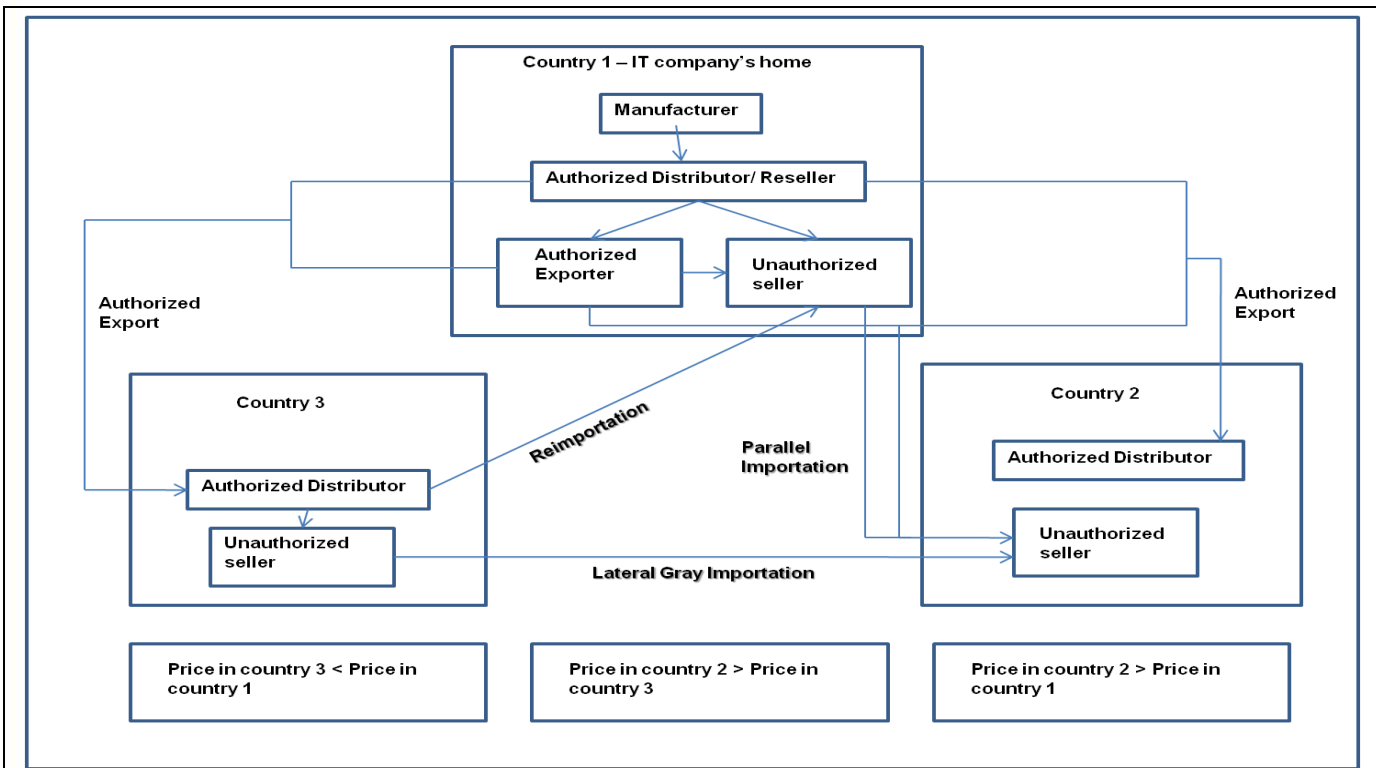 Country 1 – IT company's home
Manufacturer
Authorized Distributor/ Reseller
Authorized
Exporter
Unauthorized
seller
Authorized
Export
Authorized
Export
Country 3
Country 2
Reimportation
Parallel
Importation
Authorized Distributor
Authorized Distributor
Unauthorized
seller
Unauthorized
seller
Lateral Gray Importation
Price in country 3 < Price in
country 1
Price in country 2 > Price in
country 3
Price in country 2 > Price in
country 1